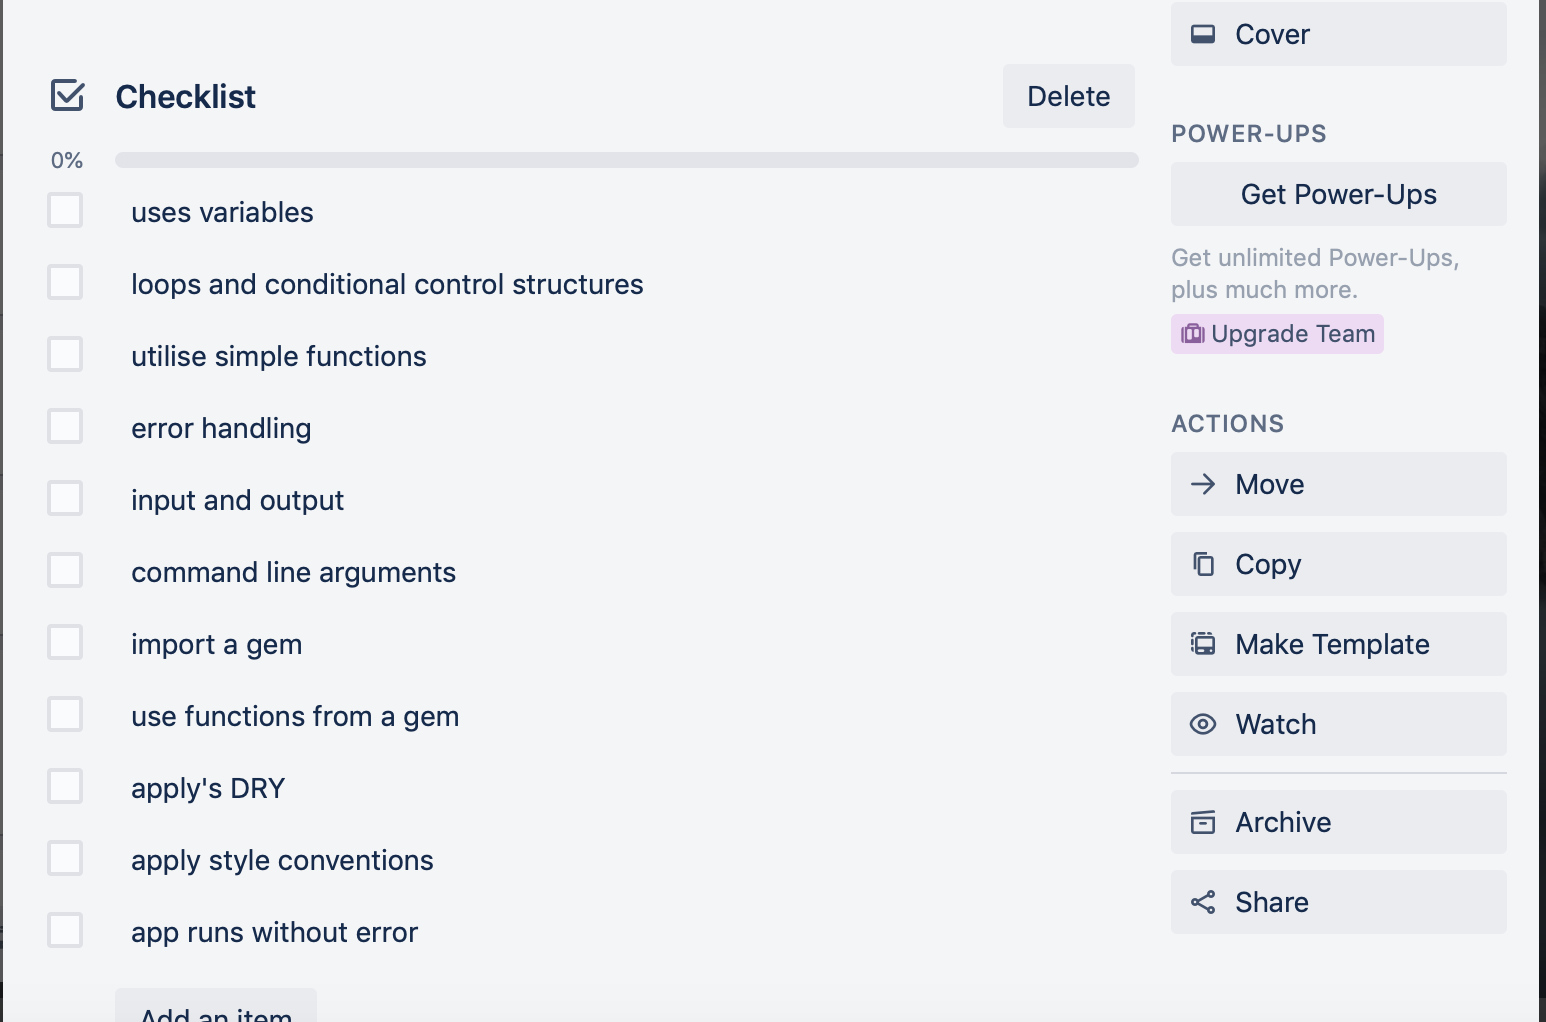 Checklist
Delete
0%
uses variables
loops and conditional control structures
utilise simple functions
error handling
input and output
command line arguments
import a gem
use functions from a gem
apply's DRY
apply style conventions
app runs without error
Add an item
Cover
POWER-UPS
Get Power-Ups
Get unlimited Power-Ups,
plus much more.
Upgrade Team
ACTIONS
Move
Copy
Make Template
Watch
Archive
Share